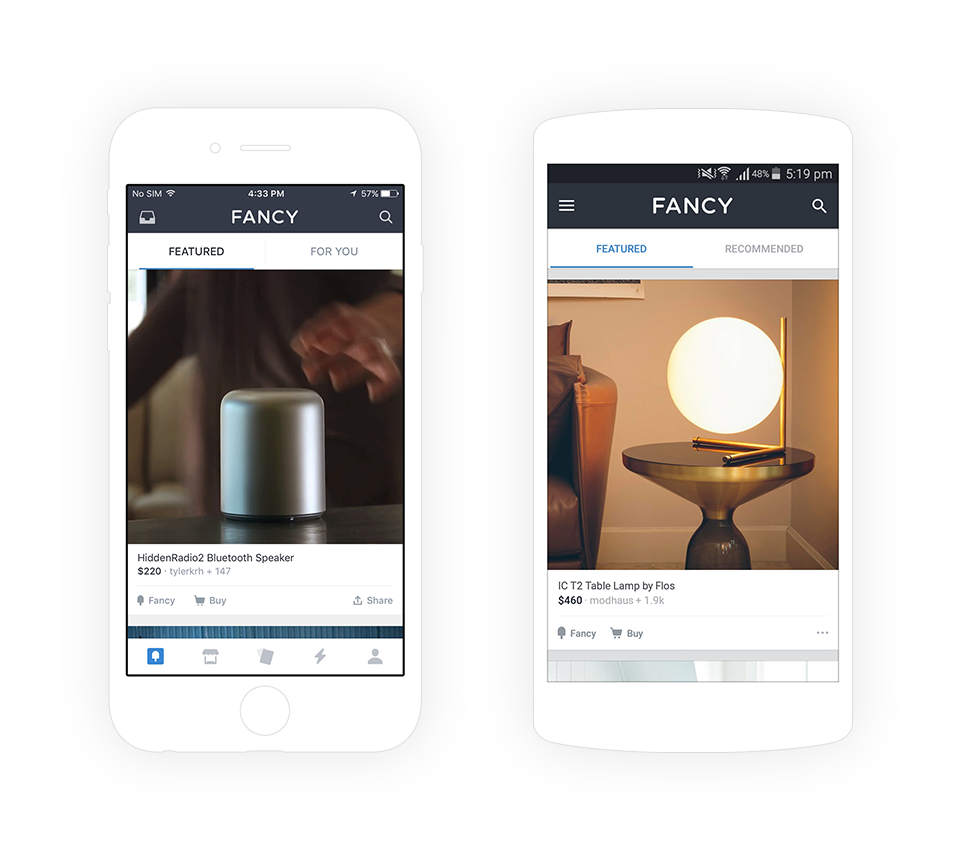 No SIM 4:33 PM 57%
FANCY
FEATURED FOR YOU
HiddenRadio2 Bluetooth Speaker
$220 · tylerkrh + 147
Fancy Buy Share
48% 5:19 pm
FANCY
FEATURED RECOMMENDED
IC T2 Table Lamp by Flos
$460 · modhaus + 1.9k
Fancy Buy